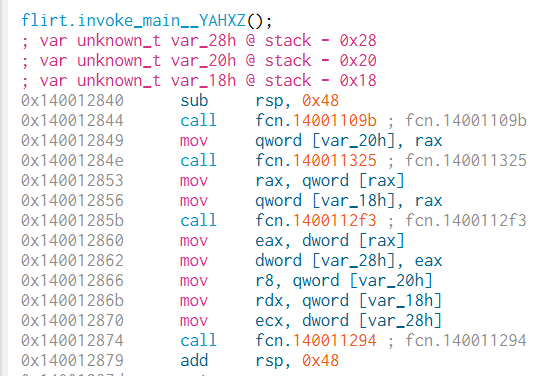 flirt.invoke_main__YAHXZ();
; var unknown_t var_28h @ stack - 0x28
; var unknown_t var_20h @ stack - 0x20
; var unknown_t var_18h @ stack - 0x18
0x140012840 sub rsp, 0x48
0x140012844 call fcn.14001109b ; fcn.14001109b
0x140012849 mov qword [var_20h], rax
0x14001284e call fcn.140011325 ; fcn.140011325
0x140012853 mov rax, qword [rax]
0x140012856 mov qword [var_18h], rax
0x14001285b call fcn.1400112f3 ; fcn.1400112f3
0x140012860 mov eax, dword [rax]
0x140012862 mov dword [var_28h], eax
0x140012866 mov r8, qword [var_20h]
0x14001286b mov rdx, qword [var_18h]
0x140012870 mov ecx, dword [var_28h]
0x140012874 call fcn.140011294 ; fcn.140011294
0x140012879 add rsp, 0x48